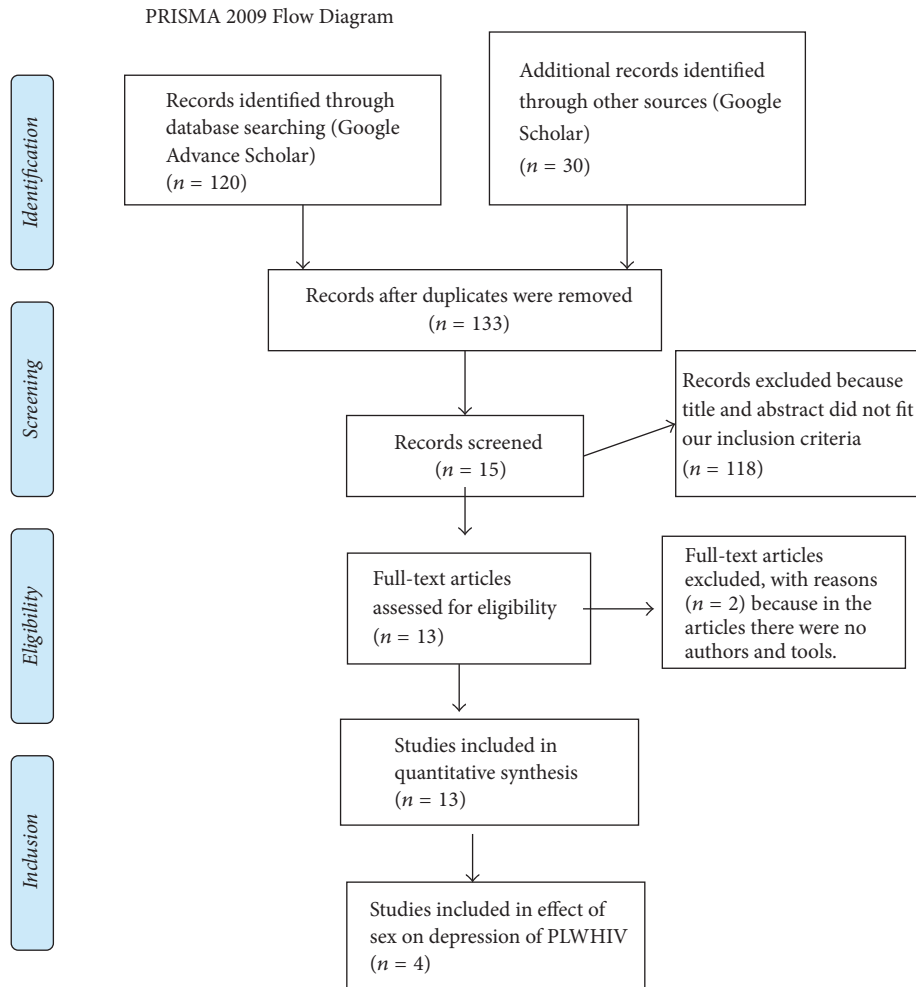 PRISMA 2009 Flow Diagram
Identification
Records identified through
database searching (Google
Advance Scholar)
(n = 120)
Additional records identified
through other sources (Google
Scholar)
(n = 30)
Records after duplicates were removed
(n = 133)
Screening
Records screened
(n = 15)
Records excluded because
title and abstract did not fit
our inclusion criteria
(n = 118)
Eligibility
Full-text articles
assessed for eligibility
(n = 13)
Full-text articles
excluded, with reasons
(n = 2) because in the
articles there were no
authors and tools.
Studies included in
quantitative synthesis
(n = 13)
Inclusion
Studies included in effect of
sex on depression of PLWHIV
(n = 4)